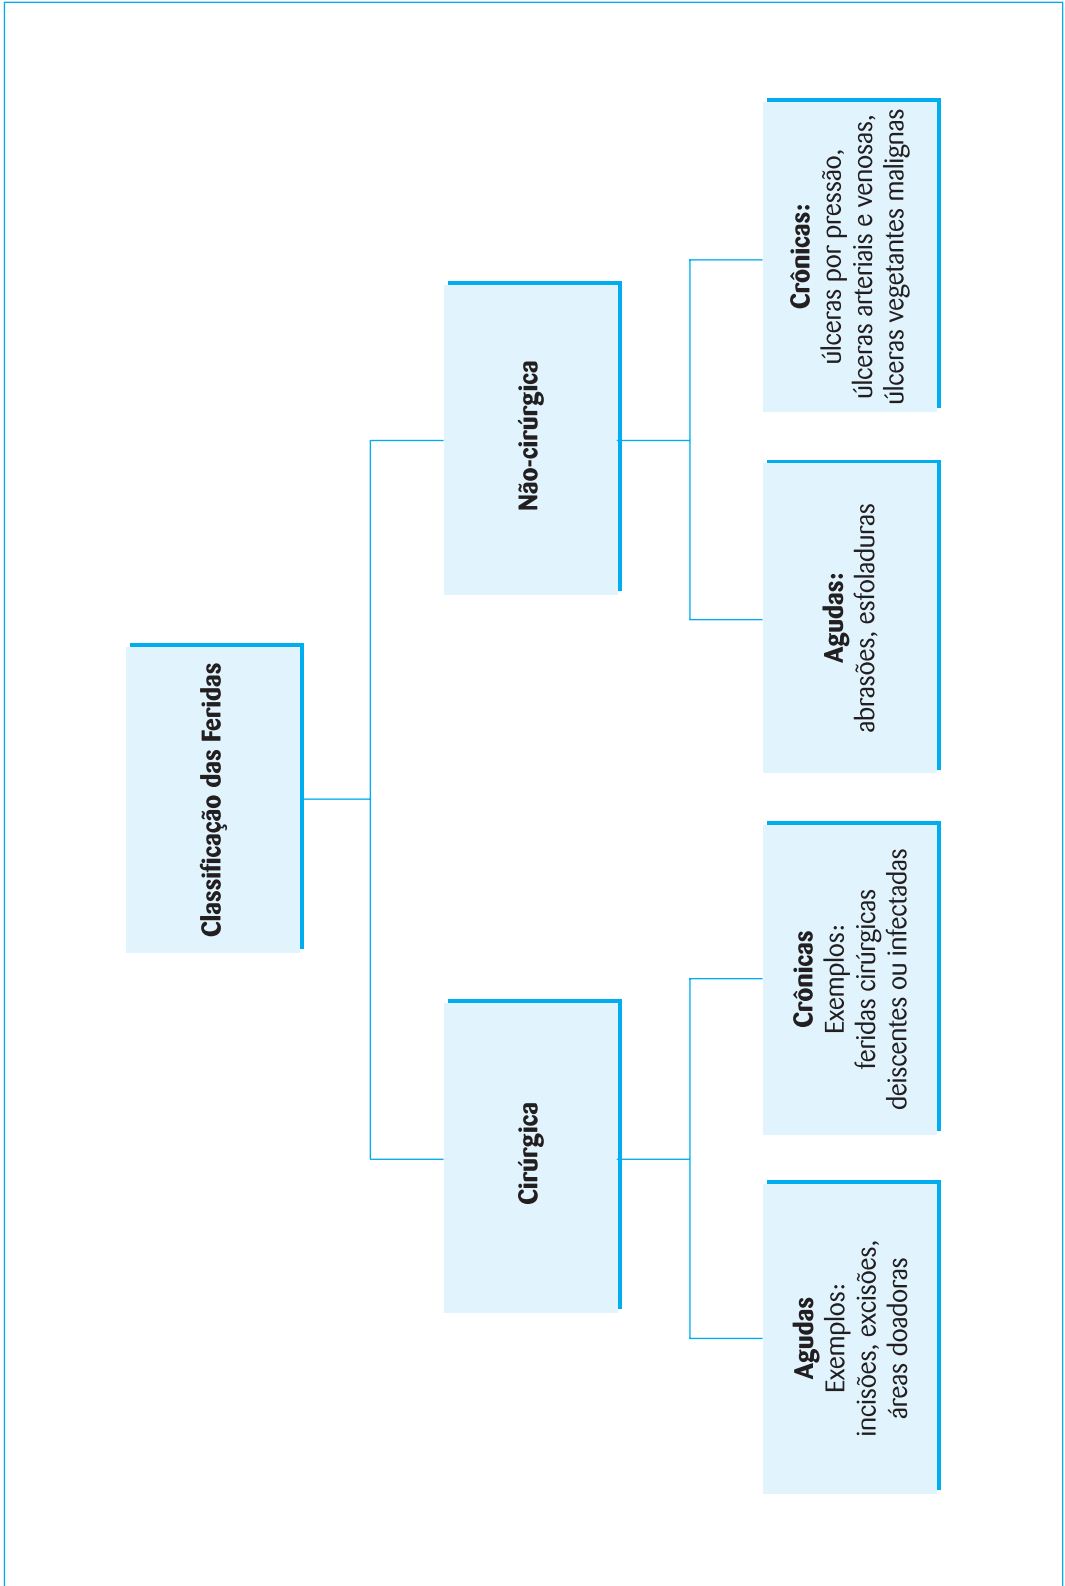 Classificação das Feridas
Cirúrgica
Não-cirúrgica
Agudas
Exemplos:
incisões, excisões,
áreas doadoras
Crônicas
Exemplos:
feridas cirúrgicas
deiscentes ou infectadas
Agudas:
abrasões, esfoladuras
Crônicas:
úlceras por pressão,
úlceras arteriais e venosas,
úlceras vegetantes malignas